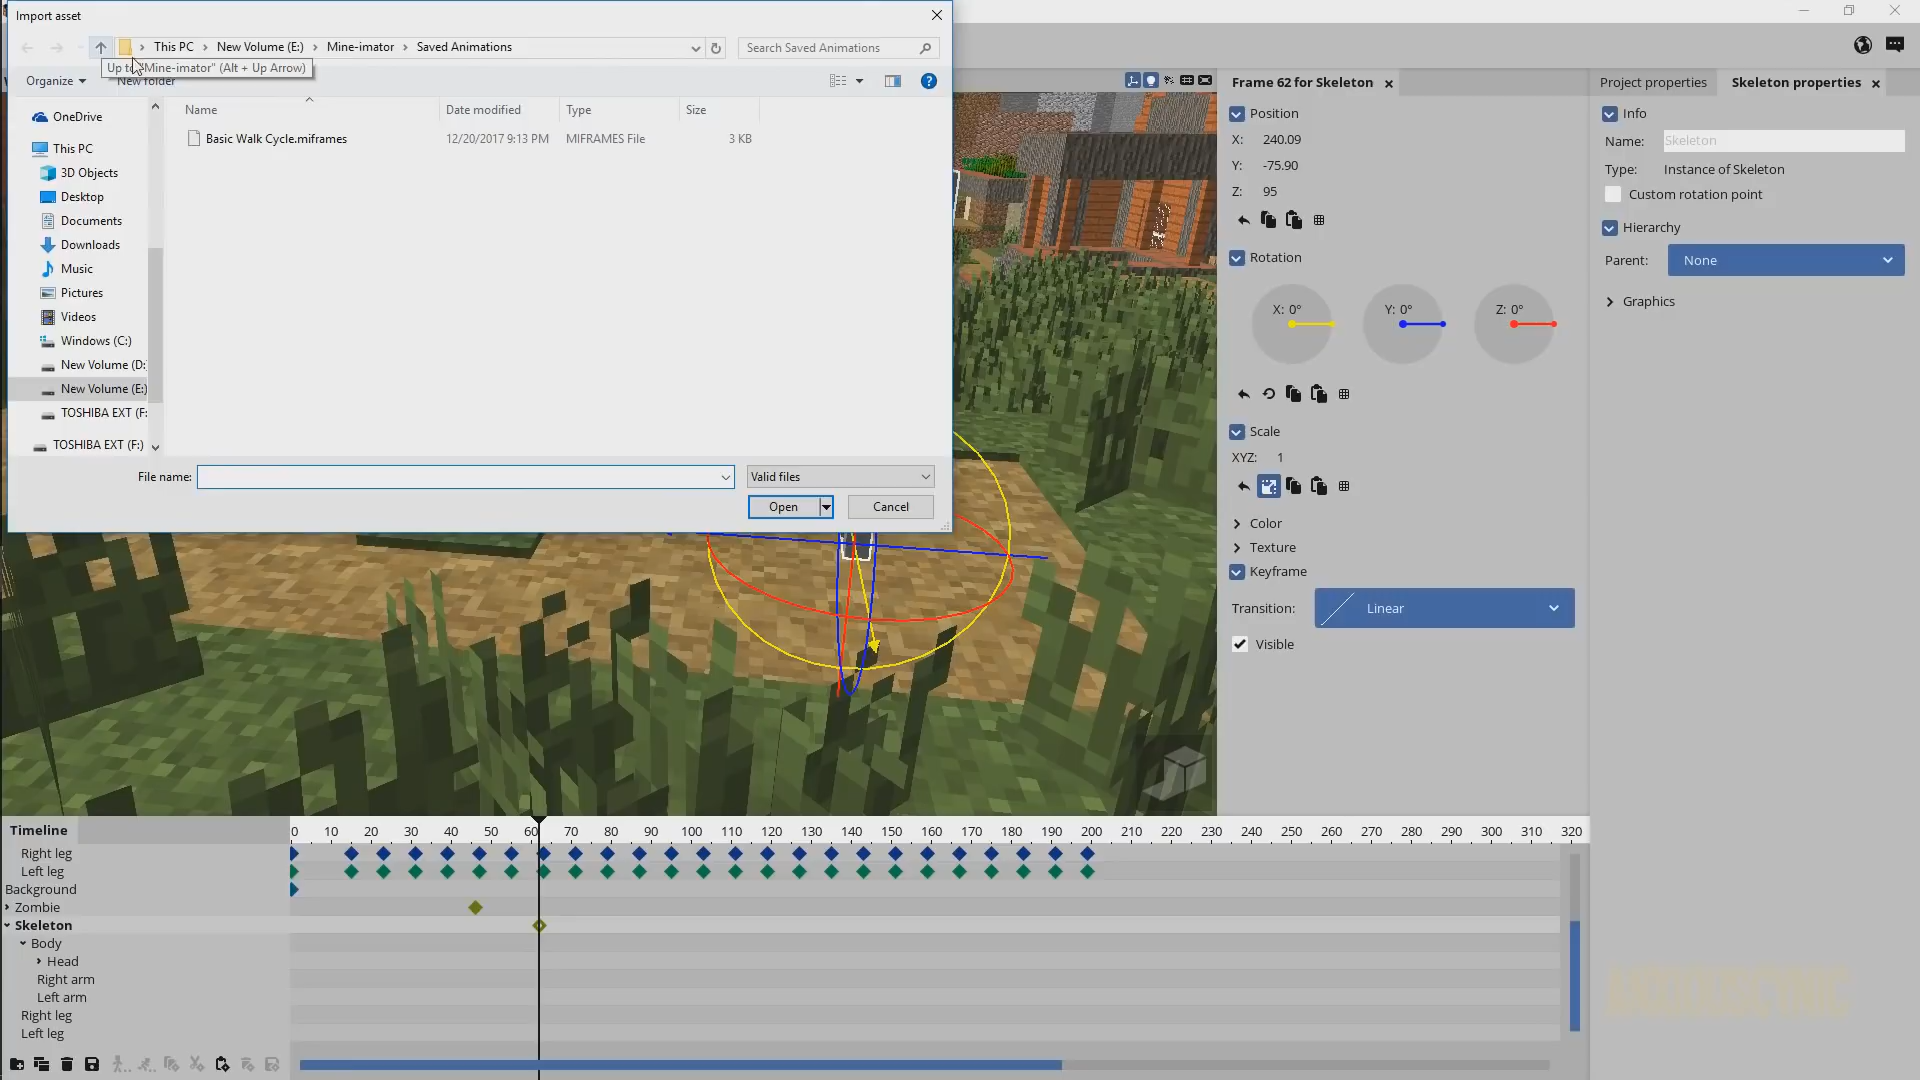 Import asset
This PC > New Volume (E:) > Mine-imator > Saved Animations
Search Saved Animations
Up to "Mine-imator" (Alt + Up Arrow)
Organize
New folder
Name
Date modified
Type
Size
Basic Walk Cycle.miframes
12/20/2017 9:13 PM
MIFRAMES File
3 KB
OneDrive
This PC
3D Objects
Desktop
Documents
Downloads
Music
Pictures
Videos
Windows (C:)
New Volume (D:
New Volume (E:)
TOSHIBA EXT (F:
TOSHIBA EXT (F:)
File name:
Valid files
Open
Cancel
Frame 62 for Skeleton
Position
X: 240.09
Y: -75.90
Z: 95
Rotation
X: 0°
Y: 0°
Z: 0°
Scale
XYZ: 1
Color
Texture
Keyframe
Transition: Linear
Visible
Project properties
Skeleton properties
Info
Name: Skeleton
Type: Instance of Skeleton
Custom rotation point
Hierarchy
Parent: None
Graphics
Timeline
0 10 20 30 40 50 60 70 80 90 100 110 120 130 140 150 160 170 180 190 200 210 220 230 240 250 260 270 280 290 300 310 320
Right leg
Left leg
Background
Zombie
Skeleton
Body
Head
Right arm
Left arm
Right leg
Left leg